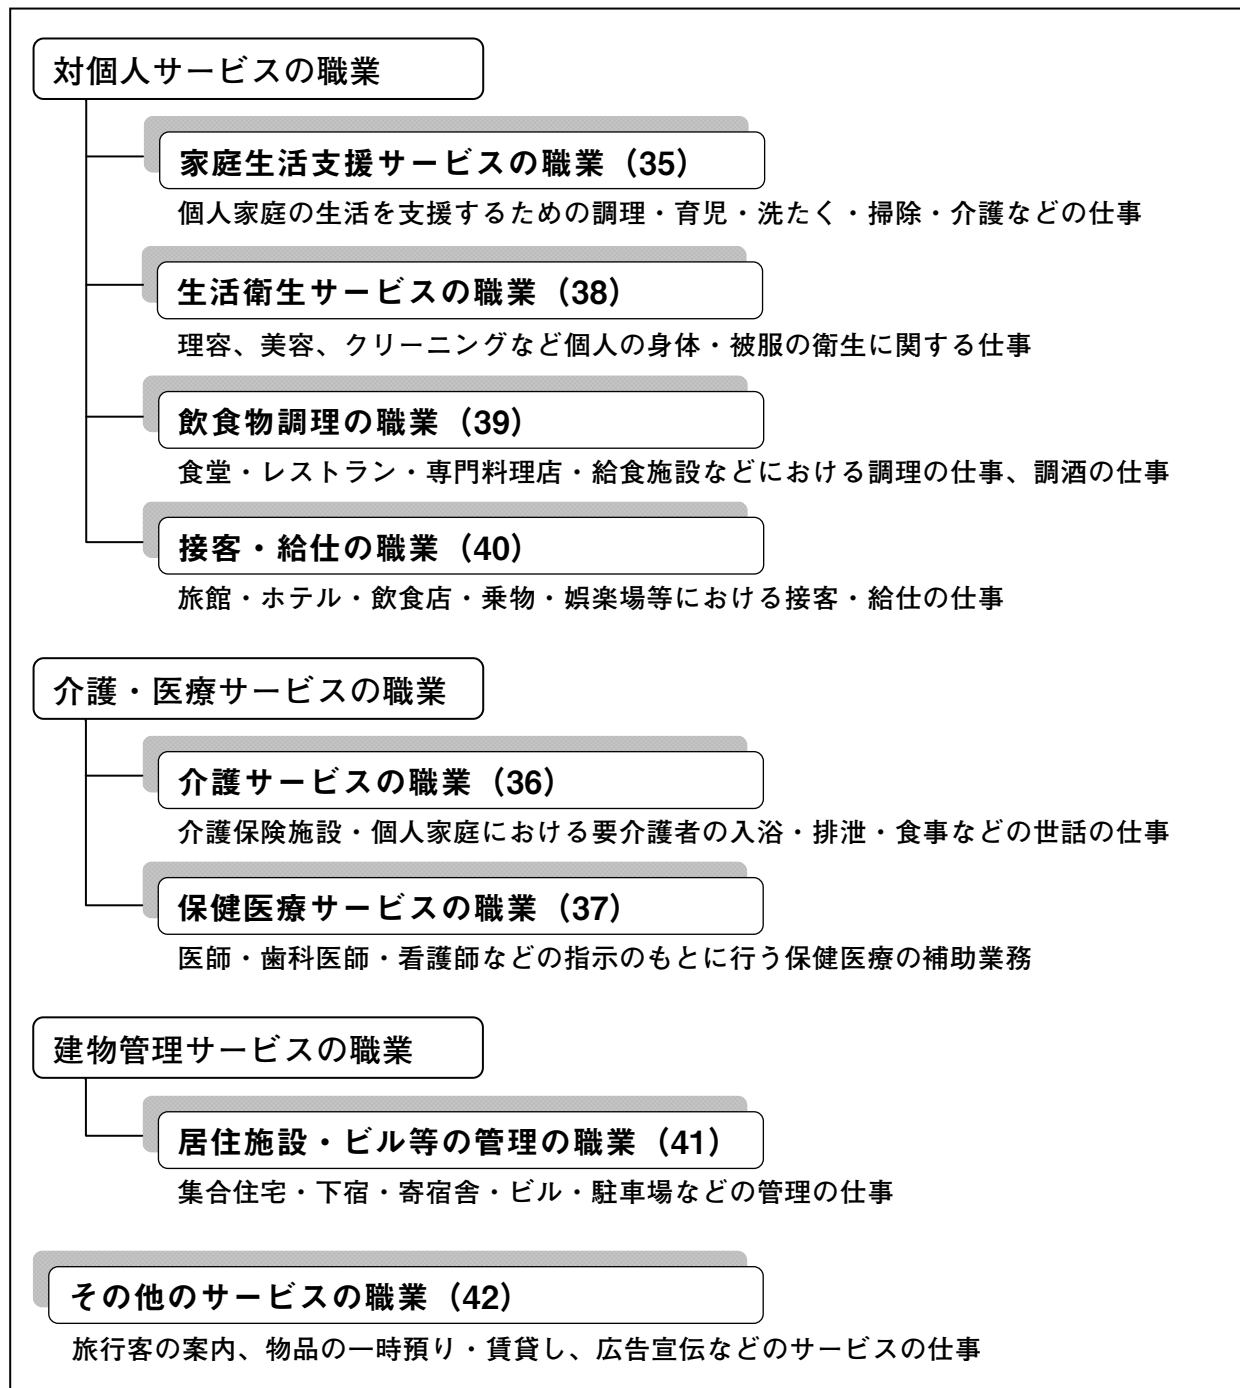 対個人サービスの職業
家庭生活支援サービスの職業（35）
個人家庭の生活を支援するための調理・育児・洗たく・掃除・介護などの仕事
生活衛生サービスの職業（38）
理容、美容、クリーニングなど個人の身体・被服の衛生に関する仕事
飲食物調理の職業（39）
食堂・レストラン・専門料理店・給食施設などにおける調理の仕事、調酒の仕事
接客・給仕の職業（40）
旅館・ホテル・飲食店・乗物・娯楽場等における接客・給仕の仕事
介護・医療サービスの職業
介護サービスの職業（36）
介護保険施設・個人家庭における要介護者の入浴・排泄・食事などの世話の仕事
保健医療サービスの職業（37）
医師・歯科医師・看護師などの指示のもとに行う保健医療の補助業務
建物管理サービスの職業
居住施設・ビル等の管理の職業（41）
集合住宅・下宿・寄宿舎・ビル・駐車場などの管理の仕事
その他のサービスの職業（42）
旅行客の案内、物品の一時預り・賃貸し、広告宣伝などのサービスの仕事